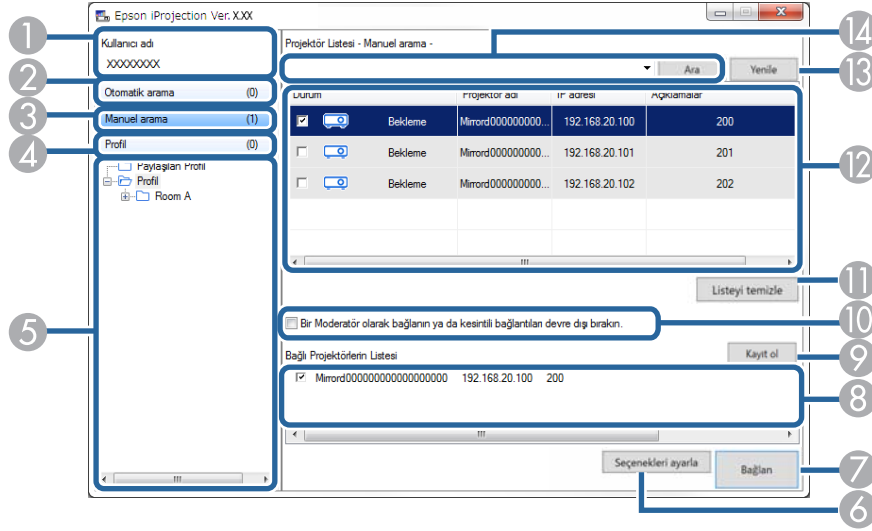 Epson iProjection Ver. X.XX
1
Kullanıcı adı
XXXXXXXX
2
Otomatik arama (0)
3
Manuel arama (1)
4
Profil (0)
5
Paylaşılan Profil
Profil
Room A
Projektör Listesi - Manuel arama -
14
Ara
Yenile
13
Durum Projektör adı IP adresi Açıklamalar
Bekleme Mirrord000000000... 192.168.20.100 200
Bekleme Mirrord000000000... 192.168.20.101 201
Bekleme Mirrord000000000... 192.168.20.102 202
12
Listeyi temizle
11
Bir Moderatör olarak bağlanın ya da kesintili bağlantıları devre dışı bırakın.
10
Bağlı Projektörlerin Listesi
Kayıt ol
9
Mirrord000000000000000000 192.168.20.100 200
8
Seçenekleri ayarla
Bağlan
7
6